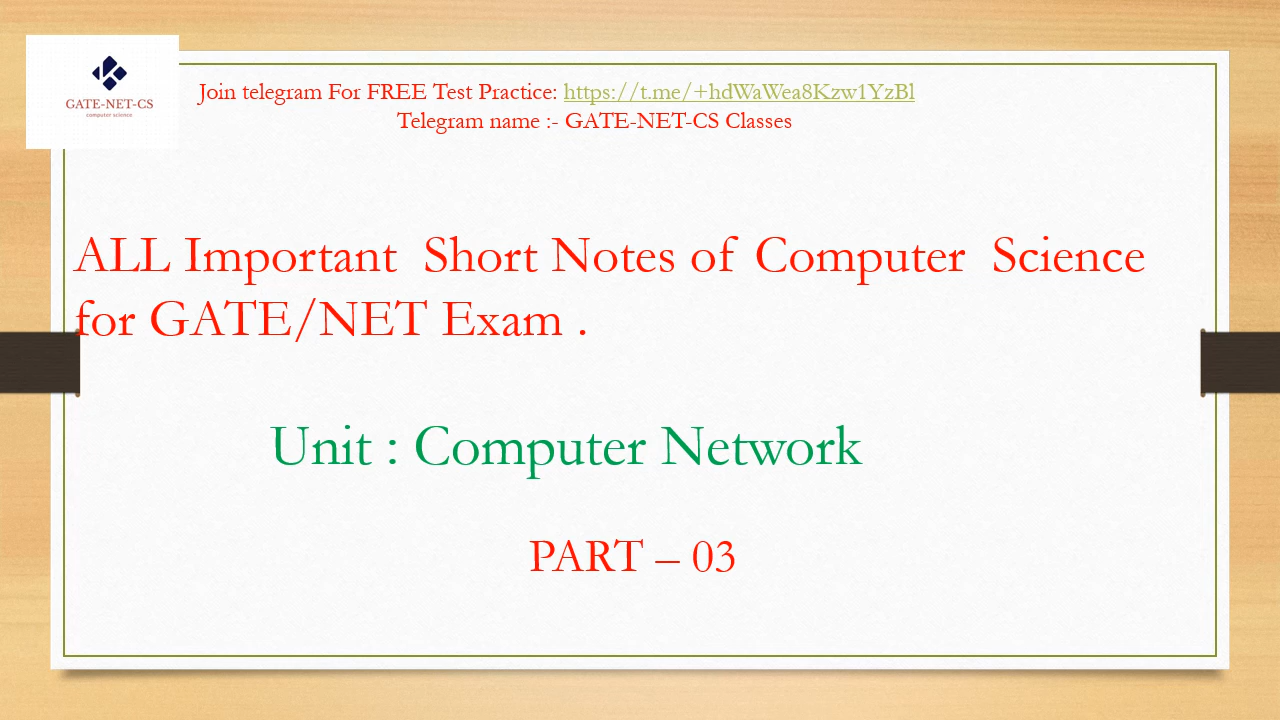 GATE-NET-CS
computer science
Join telegram For FREE Test Practice: https://t.me/+hdWaWea8Kzw1YzBl
Telegram name :- GATE-NET-CS Classes
ALL Important Short Notes of Computer Science
for GATE/NET Exam .
Unit : Computer Network
PART – 03